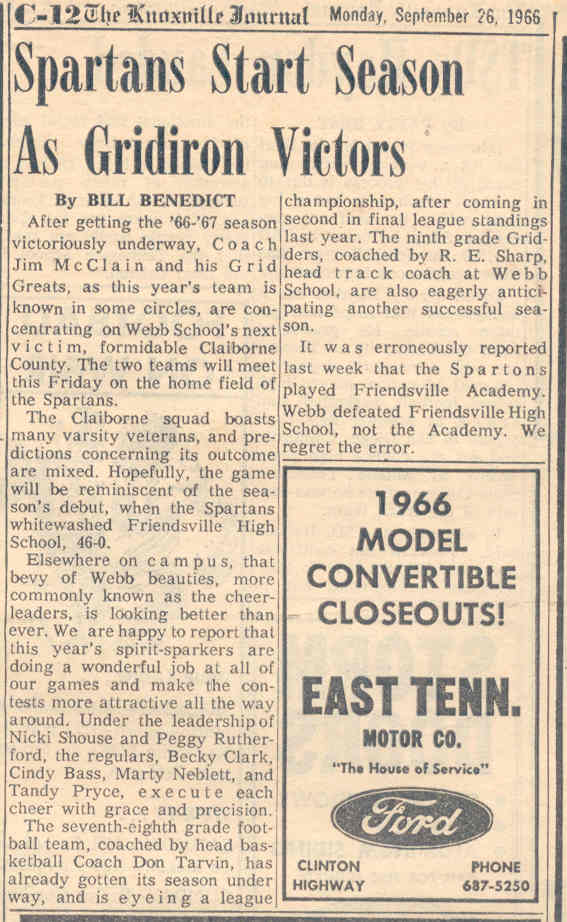 C-12 The Knoxville Journal Monday, September 26, 1966
Spartans Start Season
As Gridiron Victors
By BILL BENEDICT
After getting the '66-'67 season
victoriously underway, Coach
Jim McClain and his Grid
Greats, as this year's team is
known in some circles, are con-
centrating on Webb School's next
victim, formidable Claiborne
County. The two teams will meet
this Friday on the home field of
the Spartans.
The Claiborne squad boasts
many varsity veterans, and pre-
dictions concerning its outcome
are mixed. Hopefully, the game
will be reminiscent of the sea-
son's debut, when the Spartans
whitewashed Friendsville High
School, 46-0.
Elsewhere on campus, that
bevy of Webb beauties, more
commonly known as the cheer-
leaders, is looking better than
ever. We are happy to report that
this year's spirit-sparkers are
doing a wonderful job at all of
our games and make the con-
tests more attractive all the way
around. Under the leadership of
Nicki Shouse and Peggy Ruther-
ford, the regulars, Becky Clark,
Cindy Bass, Marty Neblett, and
Tandy Pryce, execute each
cheer with grace and precision.
The seventh-eighth grade foot-
ball team, coached by head bas-
ketball Coach Don Tarvin, has
already gotten its season under
way, and is eyeing a league
championship, after coming in
second in final league standings
last year. The ninth grade Grid-
ders, coached by R. E. Sharp,
head track coach at Webb
School, are also eagerly antici-
pating another successful sea-
son.
It was erroneously reported
last week that the Spartons
played Friendsville Academy.
Webb defeated Friendsville High
School, not the Academy. We
regret the error.
1966
MODEL
CONVERTIBLE
CLOSEOUTS!
EAST TENN.
MOTOR CO.
"The House of Service"
Ford
CLINTON PHONE
HIGHWAY 687-5250